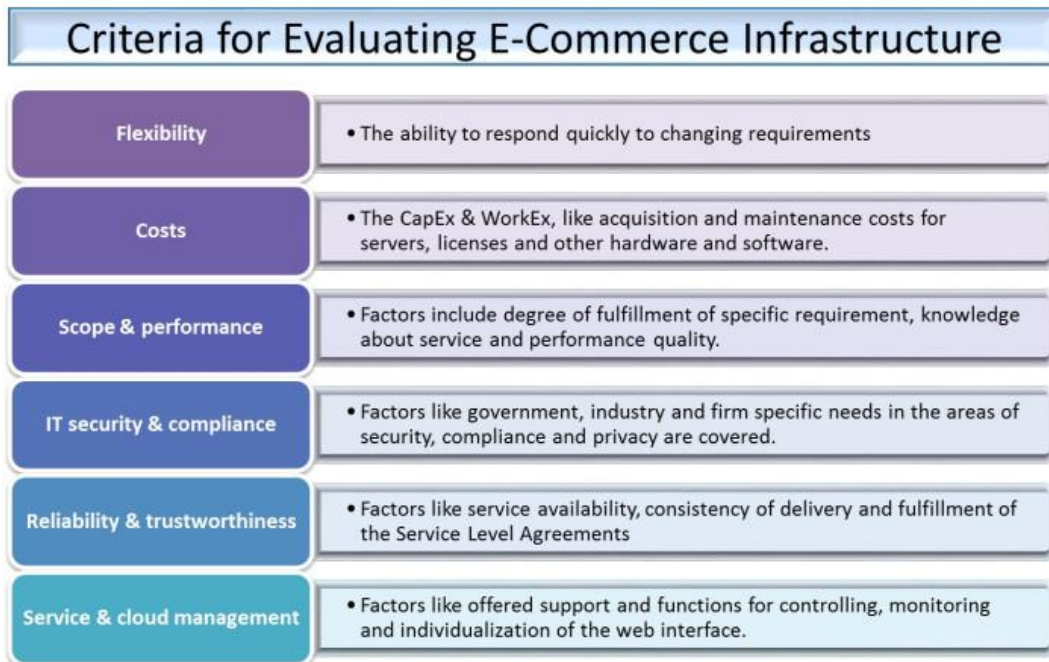 Criteria for Evaluating E-Commerce Infrastructure
Flexibility
• The ability to respond quickly to changing requirements
Costs
• The CapEx & WorkEx, like acquisition and maintenance costs for
servers, licenses and other hardware and software.
Scope & performance
• Factors include degree of fulfillment of specific requirement, knowledge
about service and performance quality.
IT security & compliance
• Factors like government, industry and firm specific needs in the areas of
security, compliance and privacy are covered.
Reliability & trustworthiness
• Factors like service availability, consistency of delivery and fulfillment of
the Service Level Agreements
Service & cloud management
• Factors like offered support and functions for controlling, monitoring
and individualization of the web interface.